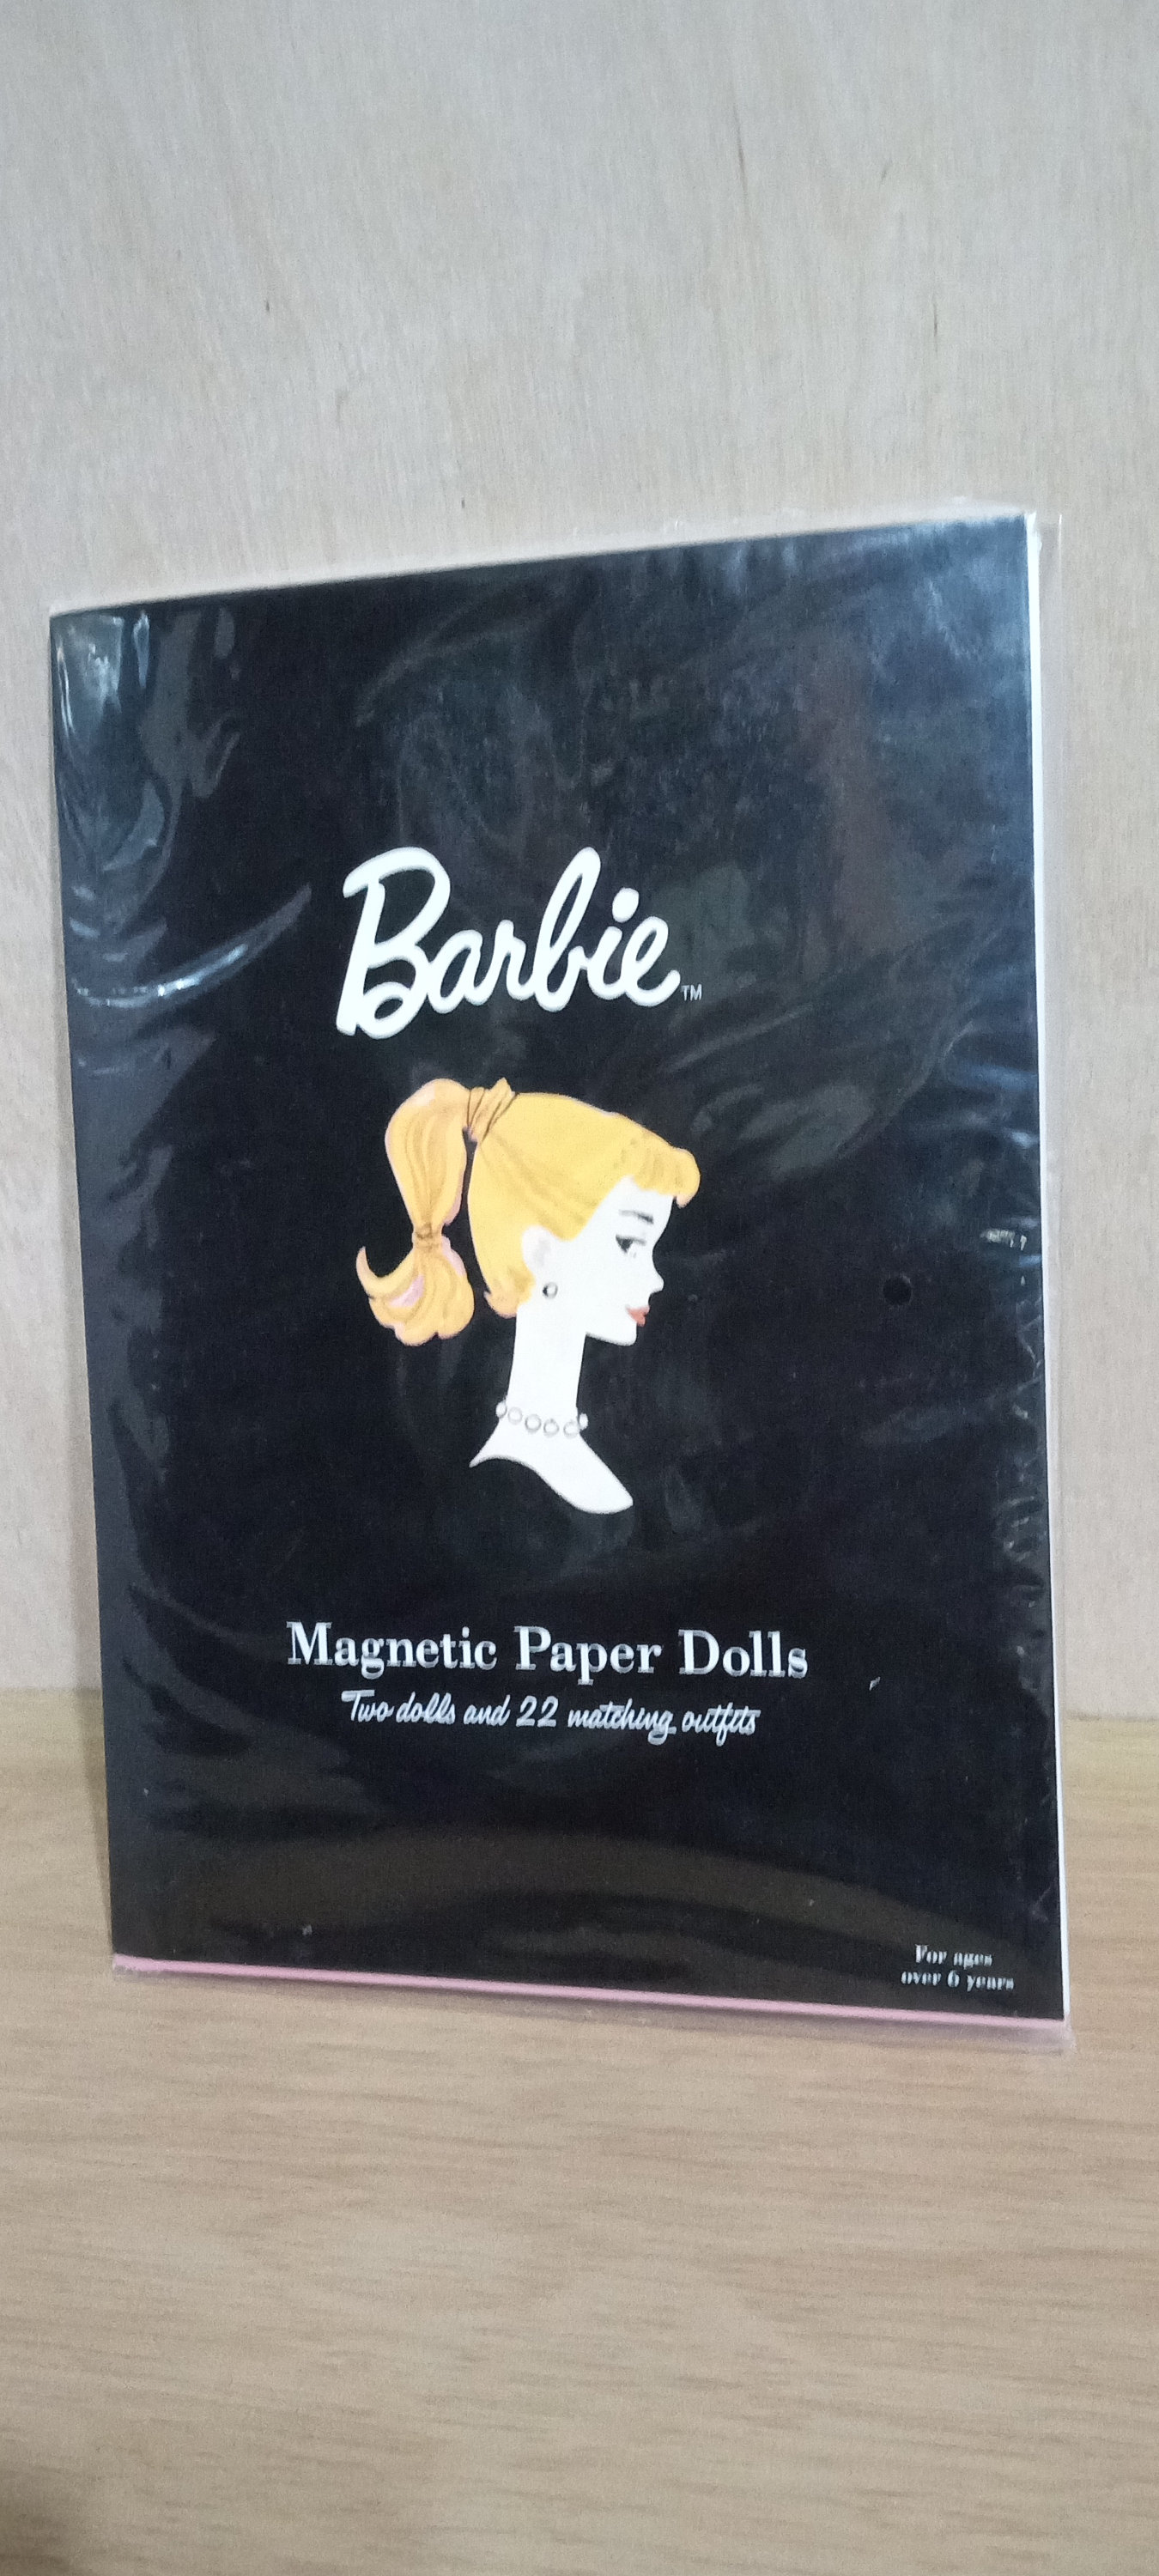 Barbie™
Magnetic Paper Dolls
Two dolls and 22 matching outfits
For ages
over 6 years